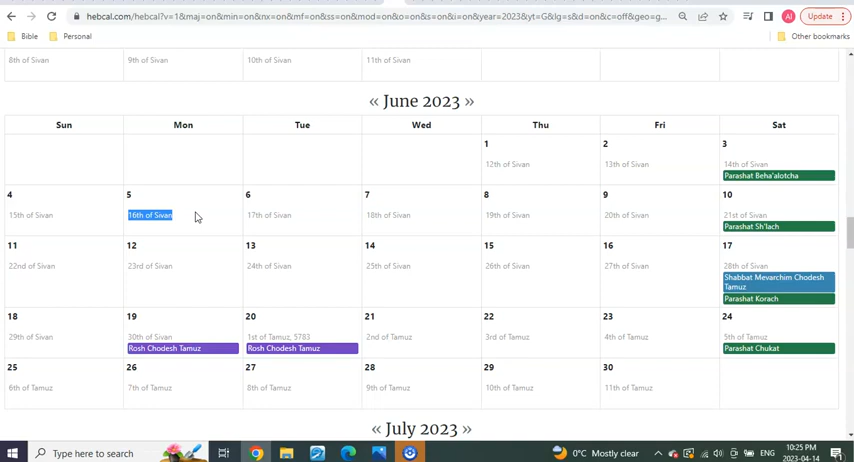 hebcal.com/hebcal?v=1&maj=on&min=on&nx=on&mf=on&ss=on&mod=on&o=on&s=on&i=on&year=2023&yt=G&lg=s&d=on&c=off&geo=g...
AI
Update
Bible
Personal
Other bookmarks
8th of Sivan 9th of Sivan 10th of Sivan 11th of Sivan
« June 2023 »
Sun Mon Tue Wed Thu Fri Sat
1 2 3
12th of Sivan 13th of Sivan 14th of Sivan
Parashat Beha'alotcha
4 5 6 7 8 9 10
15th of Sivan 16th of Sivan 17th of Sivan 18th of Sivan 19th of Sivan 20th of Sivan 21st of Sivan
Parashat Sh'lach
11 12 13 14 15 16 17
22nd of Sivan 23rd of Sivan 24th of Sivan 25th of Sivan 26th of Sivan 27th of Sivan 28th of Sivan
Shabbat Mevarchim Chodesh
Tamuz
Parashat Korach
18 19 20 21 22 23 24
29th of Sivan 30th of Sivan 1st of Tamuz, 5783 2nd of Tamuz 3rd of Tamuz 4th of Tamuz 5th of Tamuz
Rosh Chodesh Tamuz Rosh Chodesh Tamuz Parashat Chukat
25 26 27 28 29 30
6th of Tamuz 7th of Tamuz 8th of Tamuz 9th of Tamuz 10th of Tamuz 11th of Tamuz
« July 2023 »
Type here to search
0°C Mostly clear
ENG
10:25 PM
2023-04-14